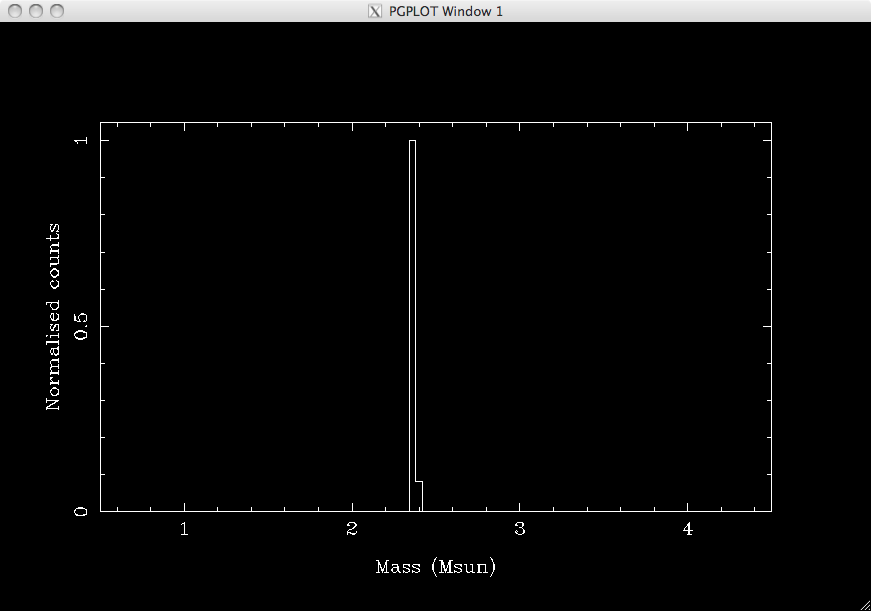 PGPLOT Window 1
1
0.5
0
Normalised counts
1 2 3 4
Mass (Msun)